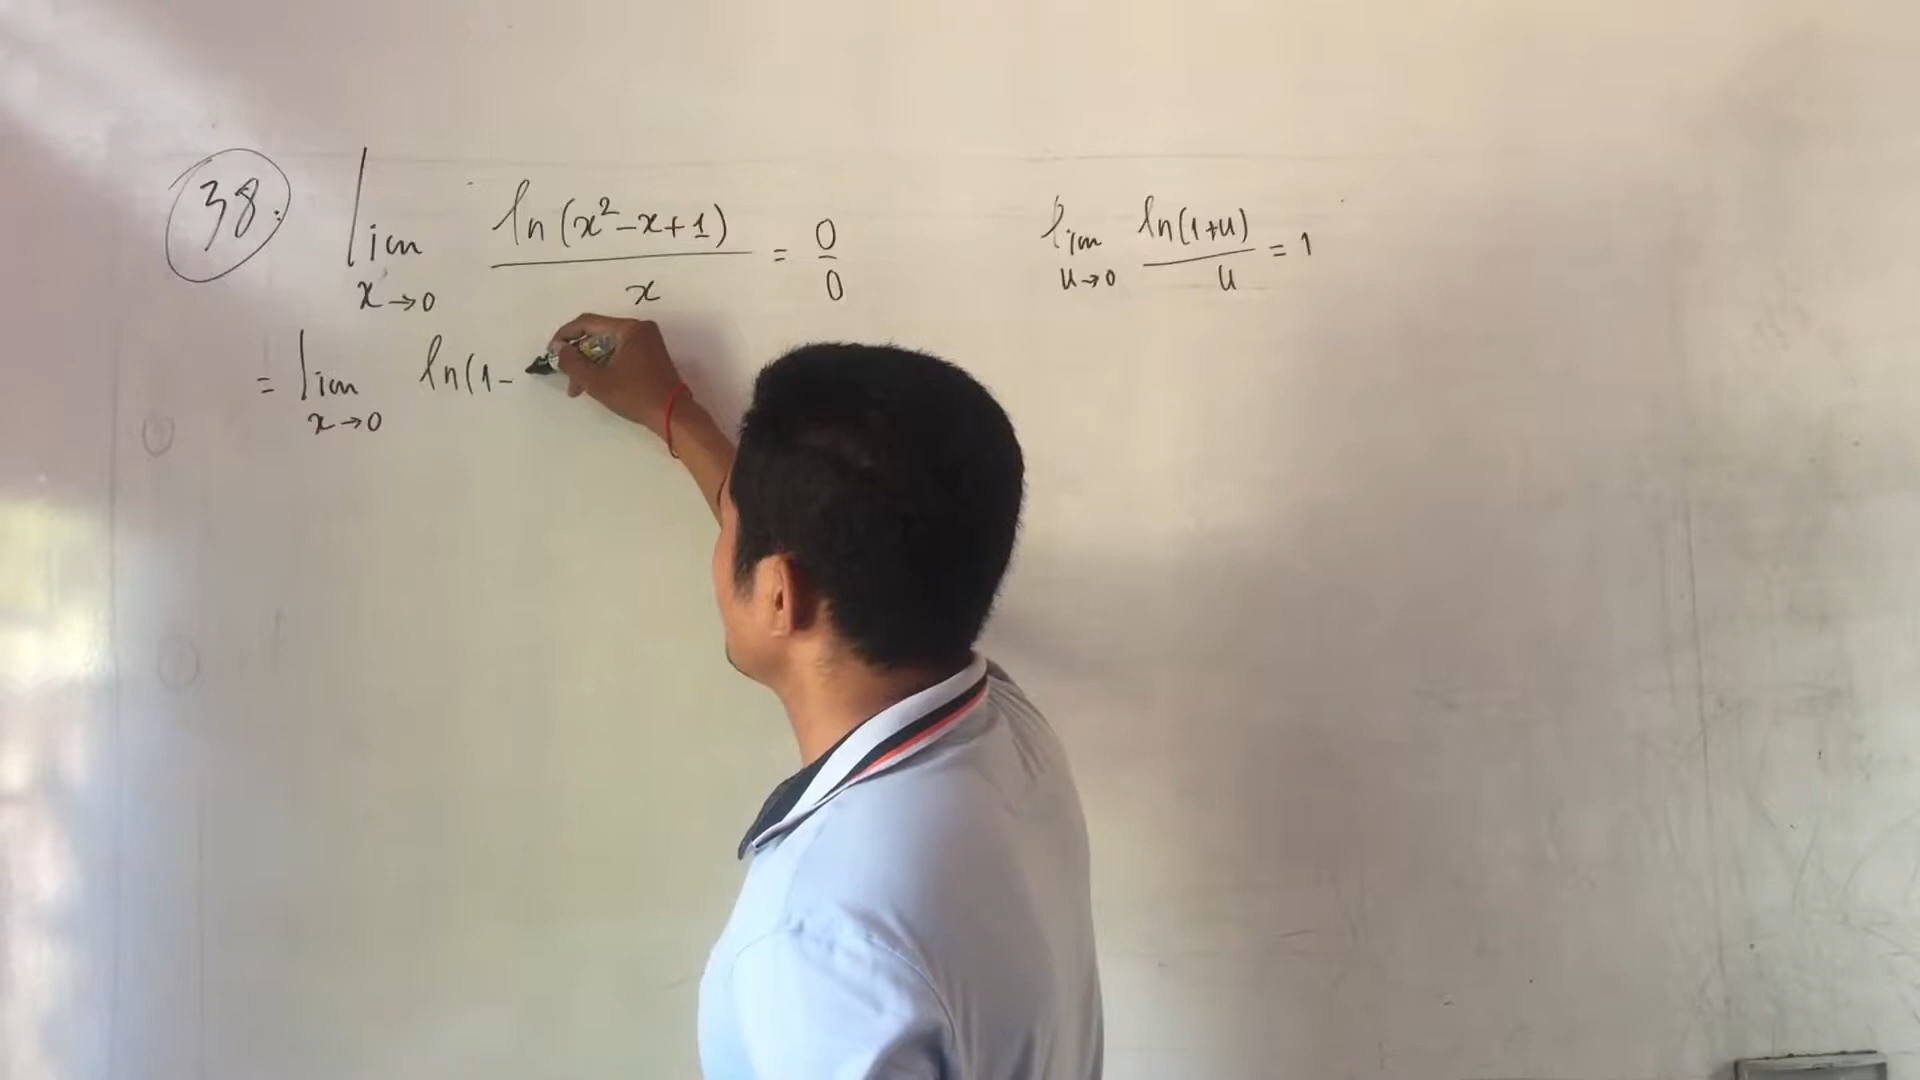 38. lim x→0 ln(x²-x+1)/x = 0/0
lim u→0 ln(1+u)/u = 1
= lim x→0 ln(1-